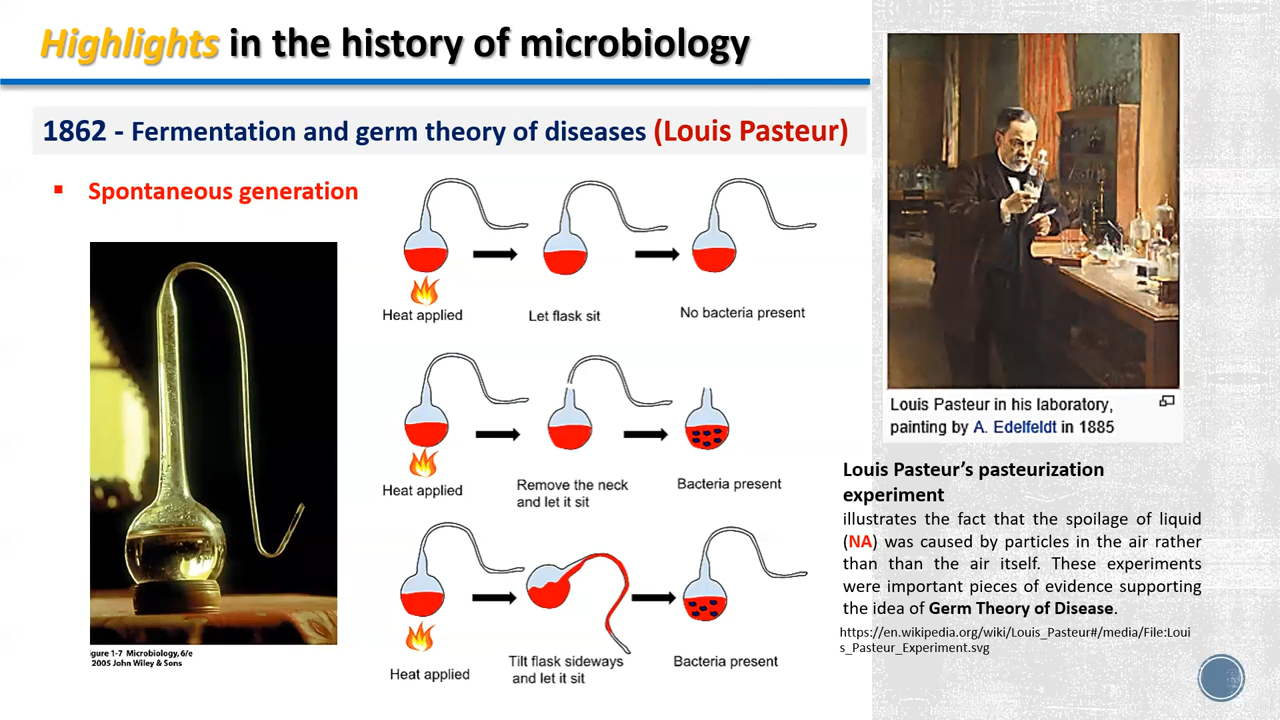 Highlights in the history of microbiology
1862 - Fermentation and germ theory of diseases (Louis Pasteur)
▪ Spontaneous generation
Heat applied
Let flask sit
No bacteria present
Heat applied
Remove the neck
and let it sit
Bacteria present
Heat applied
Tilt flask sideways
and let it sit
Bacteria present
igure 1-7 Microbiology, 6/e
2005 John Wiley & Sons
Louis Pasteur in his laboratory,
painting by A. Edelfeldt in 1885
Louis Pasteur’s pasteurization
experiment
illustrates the fact that the spoilage of liquid
(NA) was caused by particles in the air rather
than than the air itself. These experiments
were important pieces of evidence supporting
the idea of Germ Theory of Disease.
https://en.wikipedia.org/wiki/Louis_Pasteur#/media/File:Loui
s_Pasteur_Experiment.svg